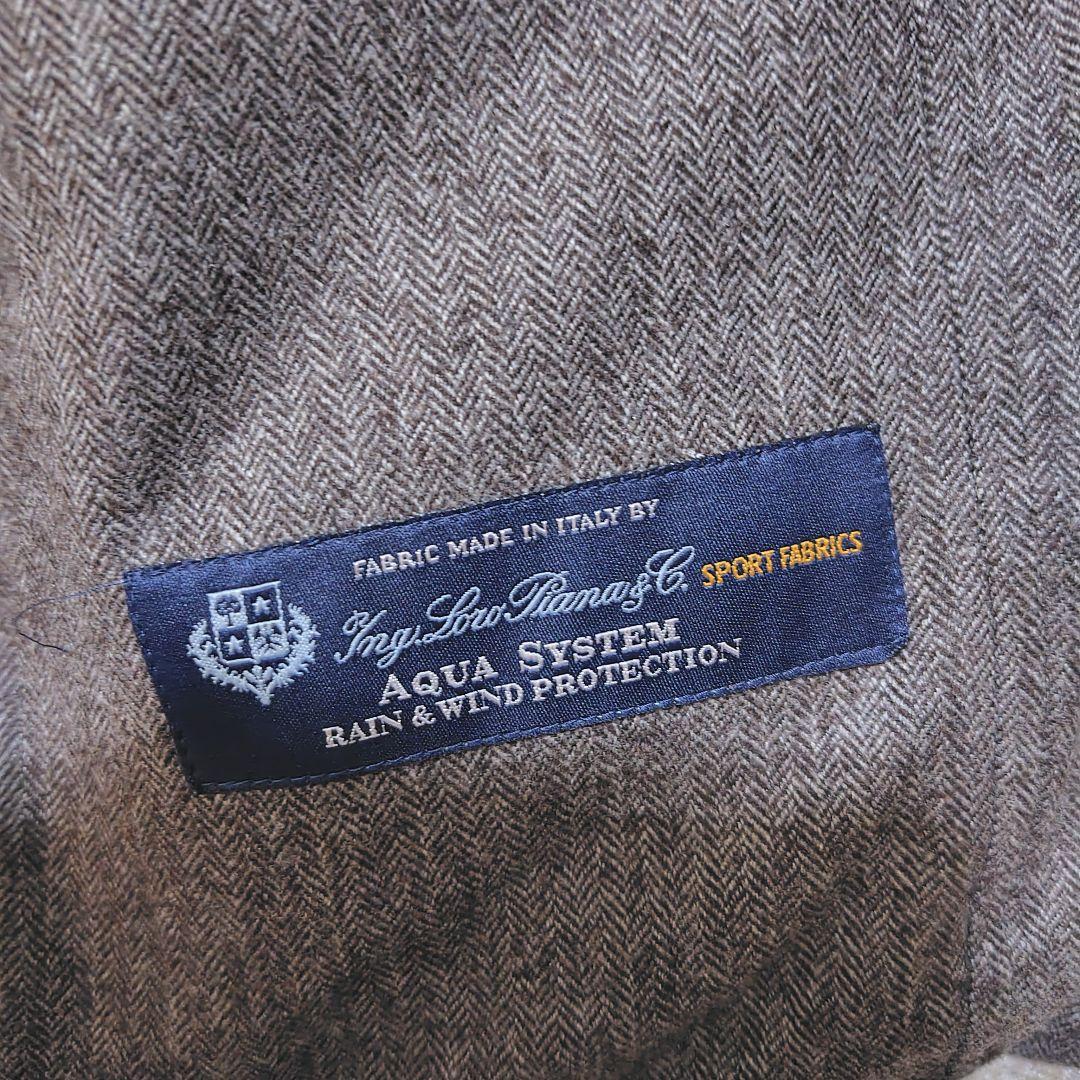 FABRIC MADE IN ITALY BY
Ing. Loro Piana & C. SPORT FABRICS
AQUA SYSTEM
RAIN & WIND PROTECTION